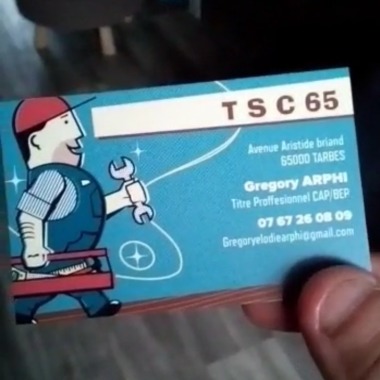 TSC 65
Avenue Aristide briand
65000 TARBES
Gregory ARPHI
Titre Proffesionnel CAP/BEP
07 67 26 08 09
Gregoryelodiearphi@gmail.com